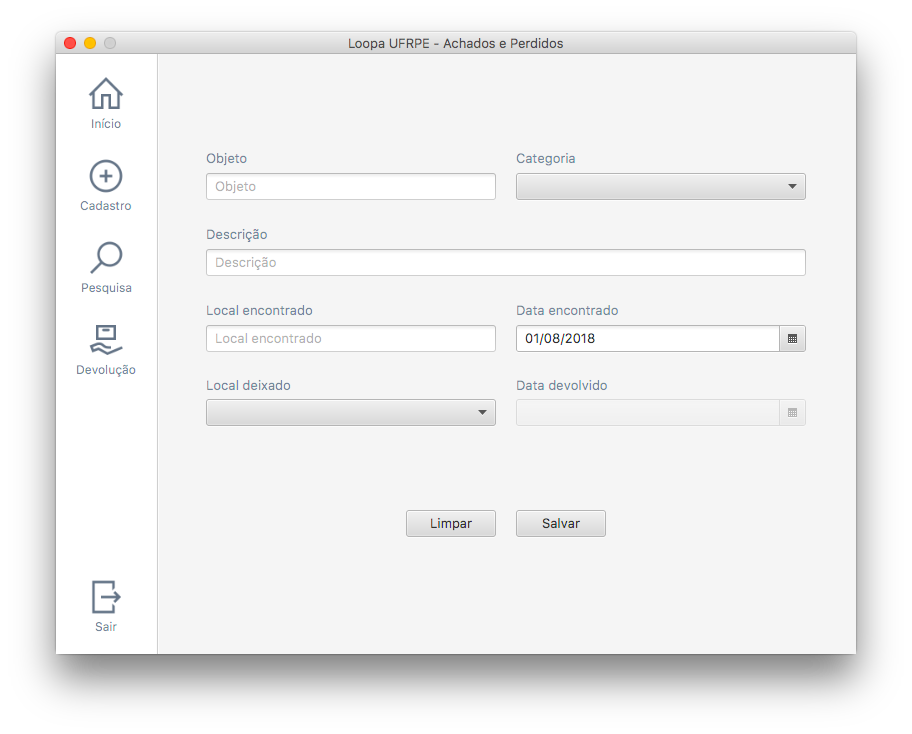 Loopa UFRPE - Achados e Perdidos
Início
Cadastro
Pesquisa
Devolução
Sair
Objeto
Objeto
Categoria
Descrição
Descrição
Local encontrado
Local encontrado
Data encontrado
01/08/2018
Local deixado
Data devolvido
Limpar
Salvar